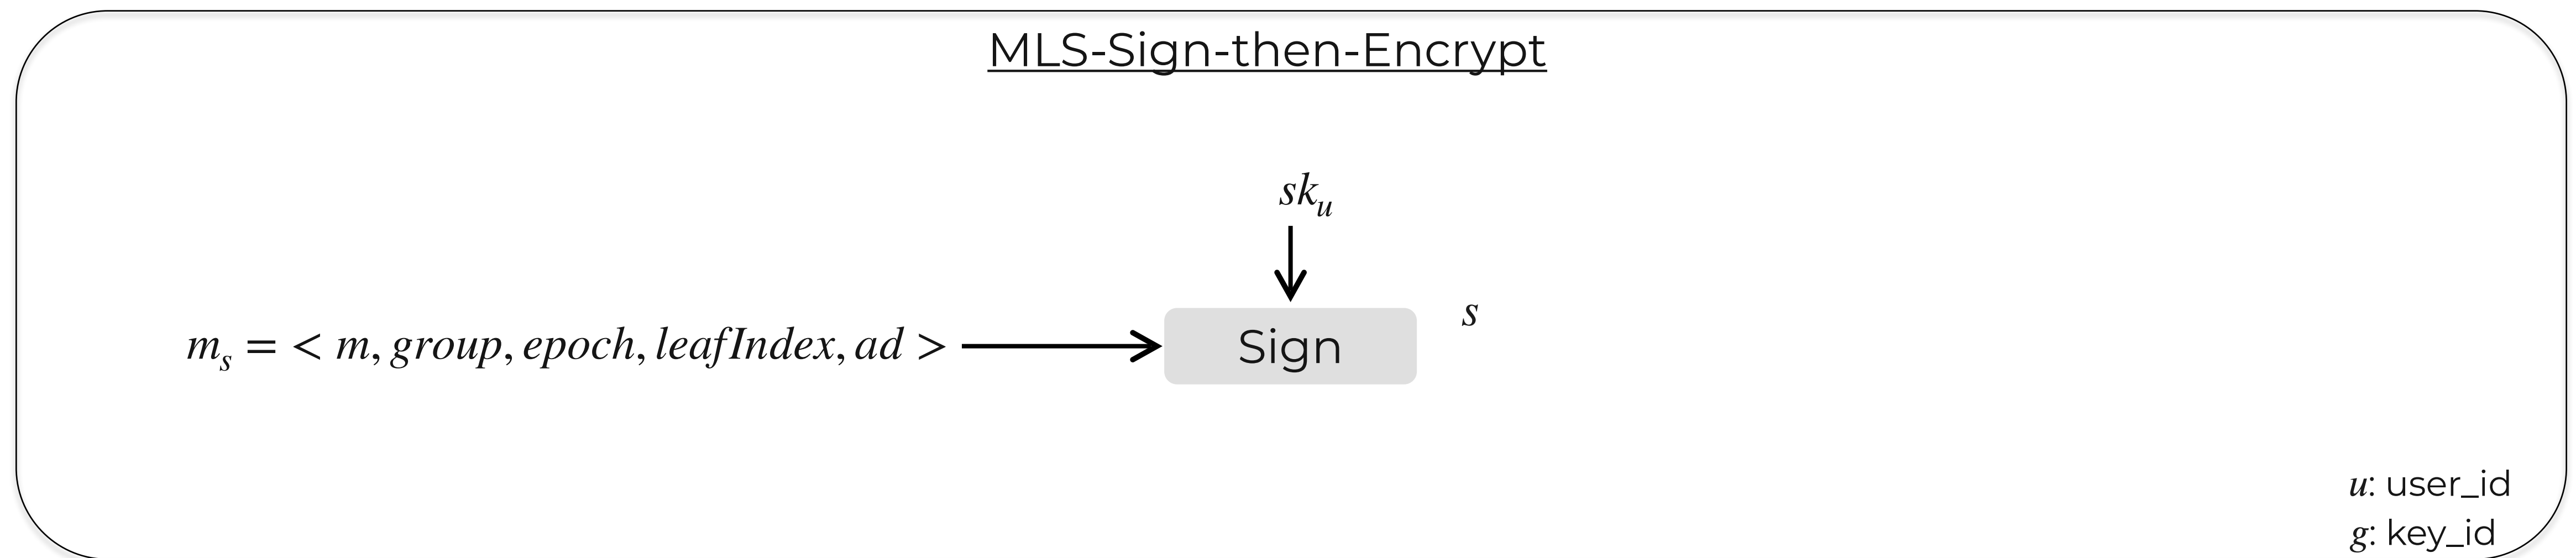 MLS-Sign-then-Encrypt
sk_u
m_s = < m, group, epoch, leafIndex, ad >
Sign
s
u: user_id
g: key_id